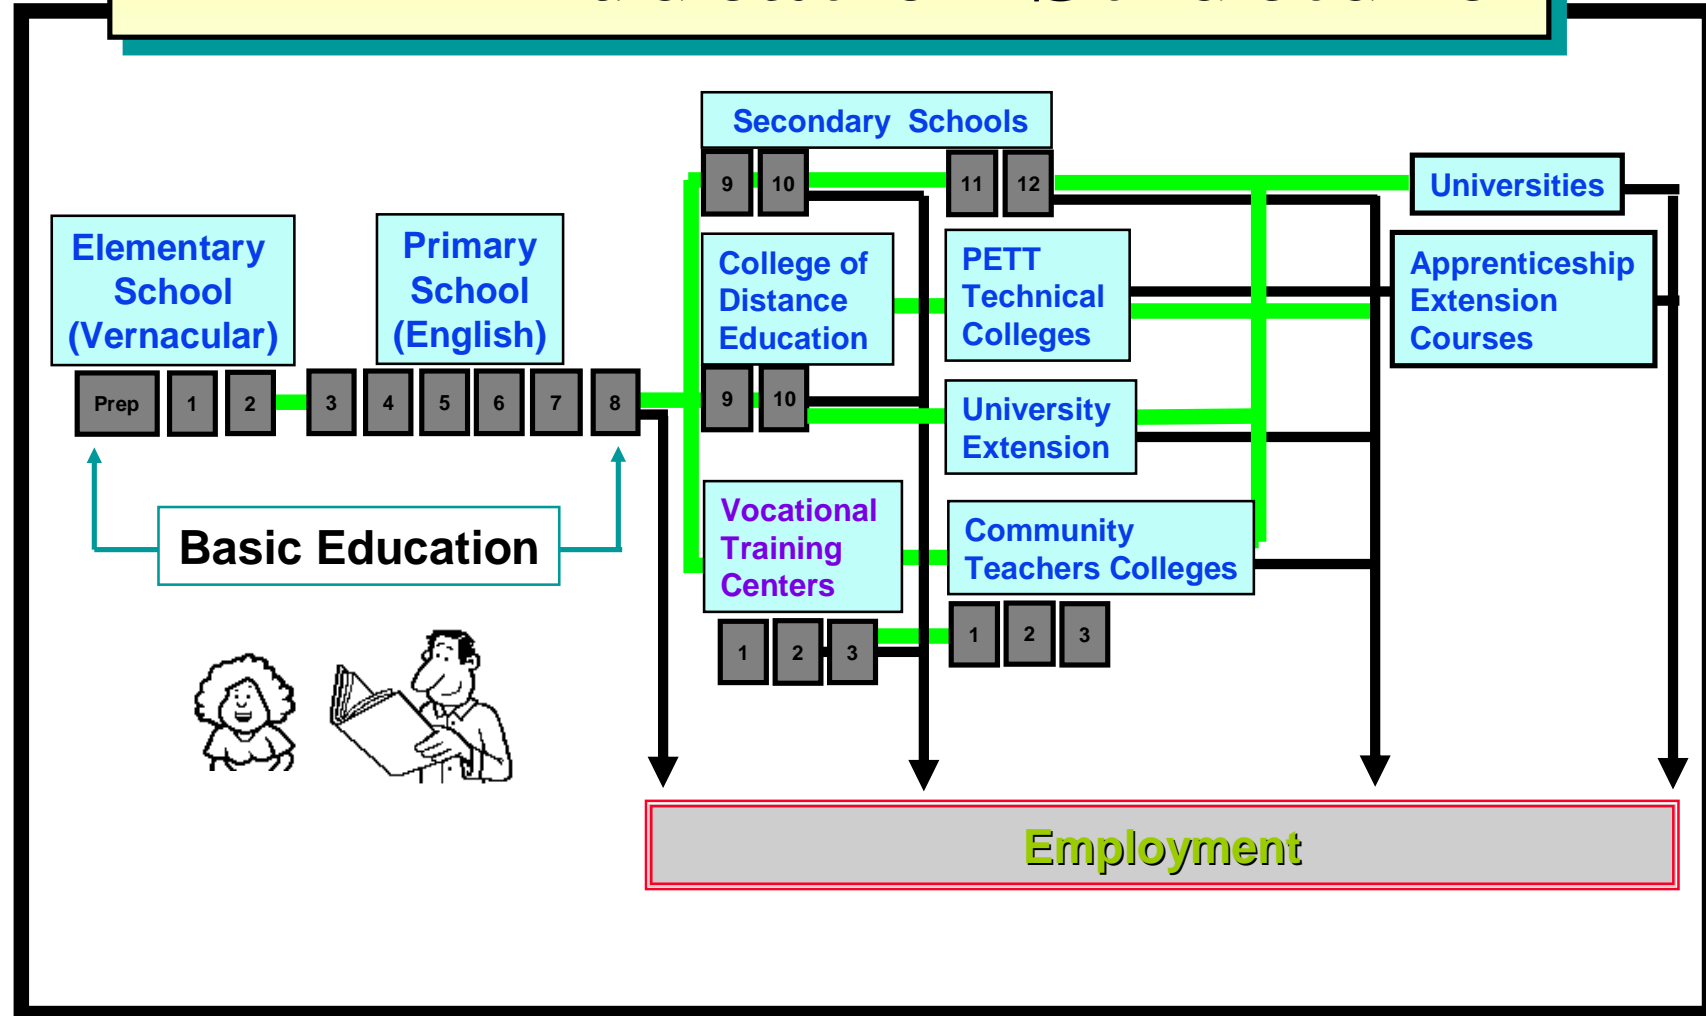 Secondary Schools
9 10 11 12
Universities
Elementary
School
(Vernacular)
Primary
School
(English)
College of
Distance
Education
PETT
Technical
Colleges
Apprenticeship
Extension
Courses
Prep 1 2 3 4 5 6 7 8
9 10
University
Extension
Vocational
Training
Centers
Community
Teachers Colleges
1 2 3
1 2 3
Basic Education
Employment